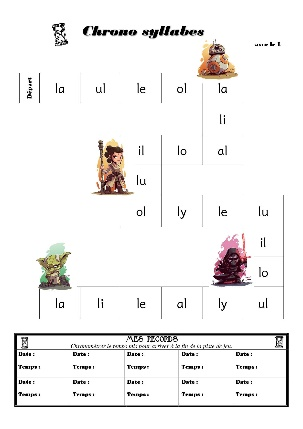 Chrono syllabes
Départ
la ul le ol la
li
il lo al
lu
ol ly le lu
il
lo
la li le al ly ul
MES RECORDS
Date : Date : Date : Date : Date :
Temps : Temps : Temps : Temps : Temps :
Date : Date : Date : Date : Date :
Temps : Temps : Temps : Temps : Temps :